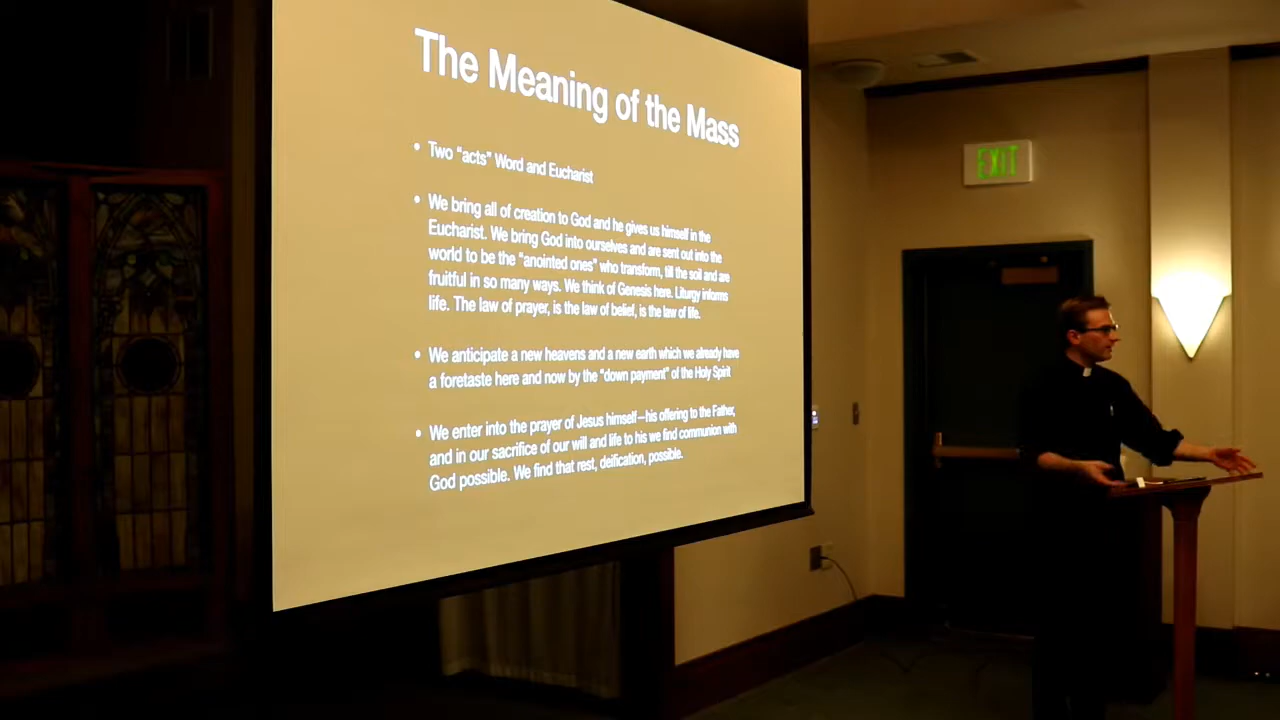 The Meaning of the Mass
• Two “acts” Word and Eucharist
• We bring all of creation to God and he gives us himself in the
Eucharist. We bring God into ourselves and are sent out into the
world to be the “anointed ones” who transform, till the soil and are
fruitful in so many ways. We think of Genesis here. Liturgy informs
life. The law of prayer, is the law of belief, is the law of life.
• We anticipate a new heavens and a new earth which we already have
a foretaste here and now by the “down payment” of the Holy Spirit
• We enter into the prayer of Jesus himself—his offering to the Father,
and in our sacrifice of our will and life to his we find communion with
God possible. We find that rest, deification, possible.
EXIT